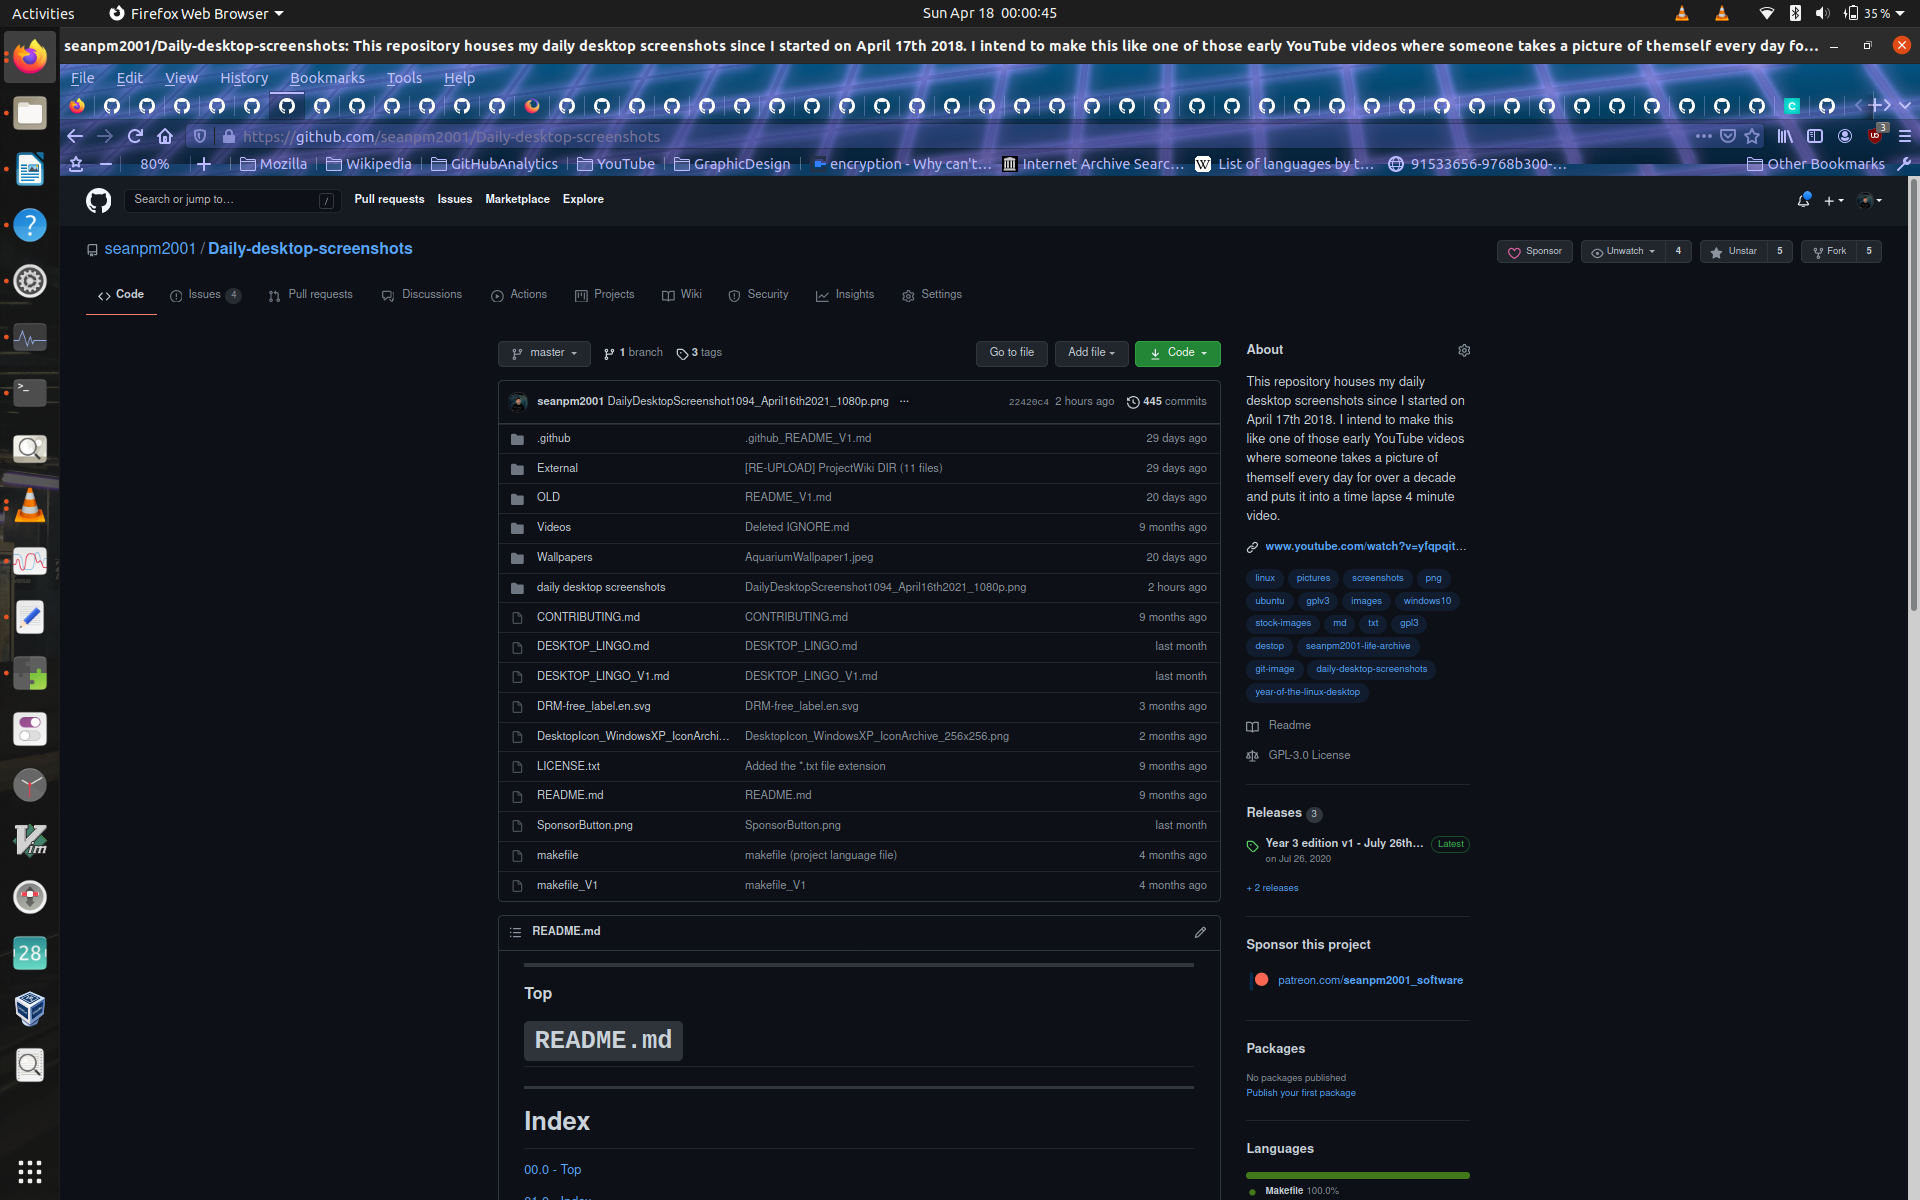 Activities
Firefox Web Browser
Sun Apr 18 00:00:45
35 %
seanpm2001/Daily-desktop-screenshots: This repository houses my daily desktop screenshots since I started on April 17th 2018. I intend to make this like one of those early YouTube videos where someone takes a picture of themself every day fo...
File Edit View History Bookmarks Tools Help
https://github.com/seanpm2001/Daily-desktop-screenshots
3
80%
Mozilla
Wikipedia
GitHubAnalytics
YouTube
GraphicDesign
encryption - Why can't...
Internet Archive Searc...
List of languages by t...
91533656-9768b300-...
Other Bookmarks
Search or jump to...
/
Pull requests Issues Marketplace Explore
seanpm2001 / Daily-desktop-screenshots
Sponsor
Unwatch 4
Unstar 5
Fork 5
Code
Issues 4
Pull requests
Discussions
Actions
Projects
Wiki
Security
Insights
Settings
master
1 branch
3 tags
Go to file
Add file
Code
seanpm2001 DailyDesktopScreenshot1094_April16th2021_1080p.png ... 22420c4 2 hours ago 445 commits
.github .github_README_V1.md 29 days ago
External [RE-UPLOAD] ProjectWiki DIR (11 files) 29 days ago
OLD README_V1.md 20 days ago
Videos Deleted IGNORE.md 9 months ago
Wallpapers AquariumWallpaper1.jpeg 20 days ago
daily desktop screenshots DailyDesktopScreenshot1094_April16th2021_1080p.png 2 hours ago
CONTRIBUTING.md CONTRIBUTING.md 9 months ago
DESKTOP_LINGO.md DESKTOP_LINGO.md last month
DESKTOP_LINGO_V1.md DESKTOP_LINGO_V1.md last month
DRM-free_label.en.svg DRM-free_label.en.svg 3 months ago
DesktopIcon_WindowsXP_IconArchi... DesktopIcon_WindowsXP_IconArchive_256x256.png 2 months ago
LICENSE.txt Added the *.txt file extension 9 months ago
README.md README.md 9 months ago
SponsorButton.png SponsorButton.png last month
makefile makefile (project language file) 4 months ago
makefile_V1 makefile_V1 4 months ago
README.md
Top
README.md
Index
00.0 - Top
About
This repository houses my daily
desktop screenshots since I started on
April 17th 2018. I intend to make this
like one of those early YouTube videos
where someone takes a picture of
themself every day for over a decade
and puts it into a time lapse 4 minute
video.
www.youtube.com/watch?v=yfqpqit...
linux pictures screenshots png
ubuntu gplv3 images windows10
stock-images md txt gpl3
destop seanpm2001-life-archive
git-image daily-desktop-screenshots
year-of-the-linux-desktop
Readme
GPL-3.0 License
Releases 3
Year 3 edition v1 - July 26th... Latest
on Jul 26, 2020
+ 2 releases
Sponsor this project
patreon.com/seanpm2001_software
Packages
No packages published
Publish your first package
Languages
Makefile 100.0%
28